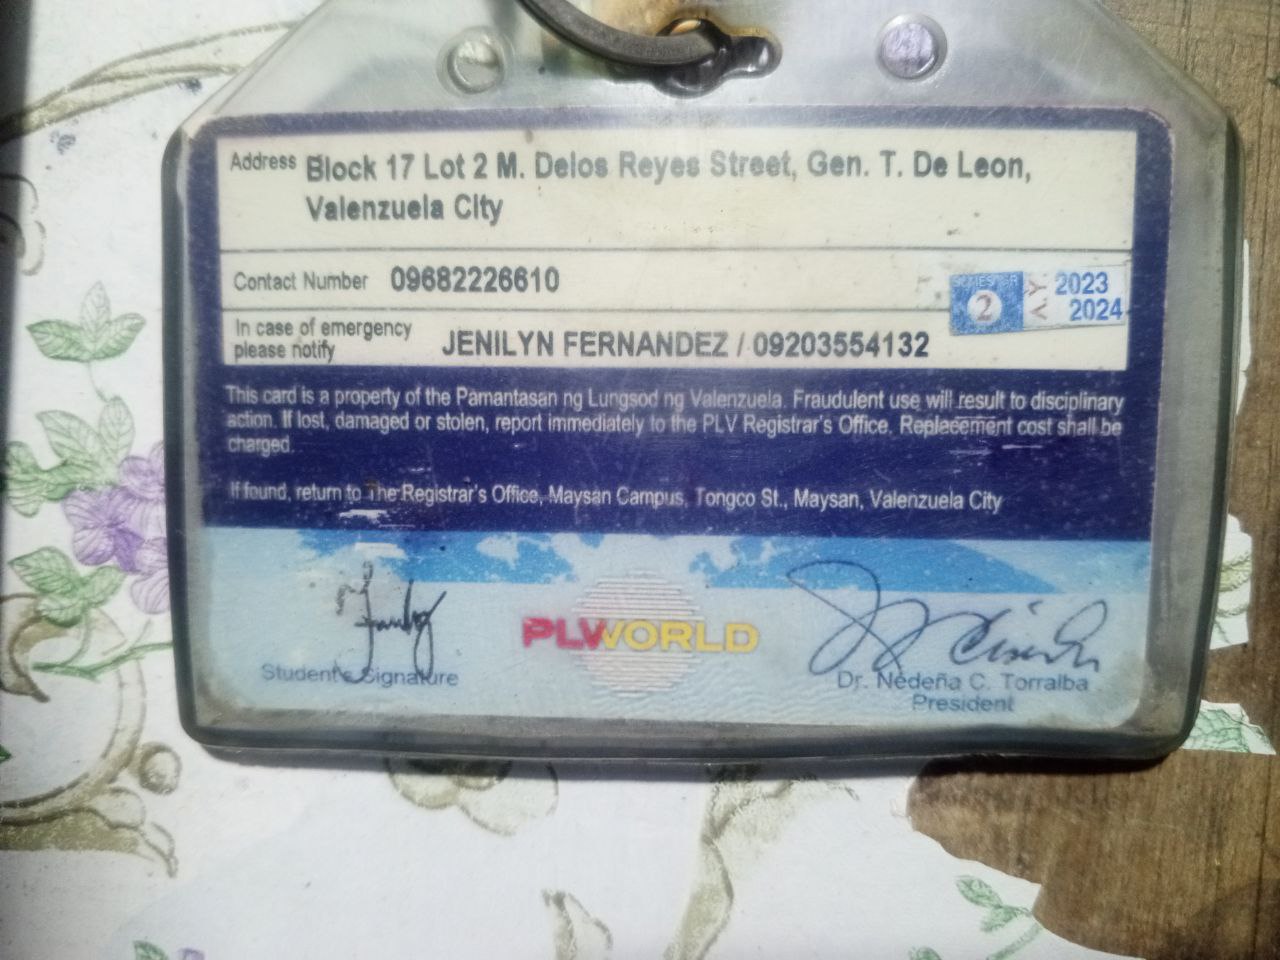 Address Block 17 Lot 2 M. Delos Reyes Street, Gen. T. De Leon,
Valenzuela City
Contact Number 09682226610
SEMESTER
2
A.Y.
2023
2024
In case of emergency
please notify
JENILYN FERNANDEZ / 09203554132
This card is a property of the Pamantasan ng Lungsod ng Valenzuela. Fraudulent use will result to disciplinary
action. If lost, damaged or stolen, report immediately to the PLV Registrar's Office. Replacement cost shall be
charged.
If found, return to The Registrar's Office, Maysan Campus, Tongco St., Maysan, Valenzuela City
PLVWORLD
Student's Signature
Dr. Nedeña C. Torralba
President